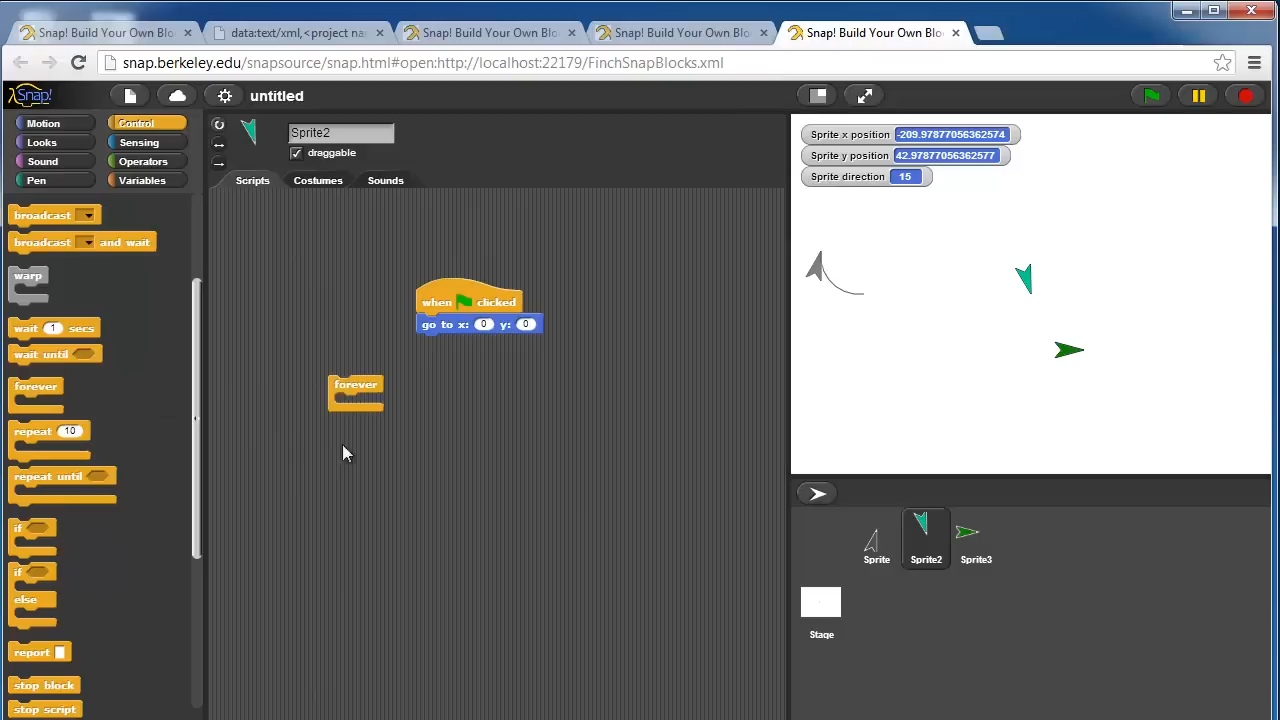 Snap! Build Your Own Blo
data:text/xml,<project nar
Snap! Build Your Own Blo
Snap! Build Your Own Blo
Snap! Build Your Own Blo
snap.berkeley.edu/snapsource/snap.html#open:http://localhost:22179/FinchSnapBlocks.xml
Snap!
untitled
Motion
Control
Looks
Sensing
Sound
Operators
Pen
Variables
Sprite2
draggable
Scripts
Costumes
Sounds
broadcast
broadcast and wait
warp
wait 1 secs
wait until
forever
repeat 10
repeat until
if
if
else
report
stop block
stop script
when clicked
go to x: 0 y: 0
forever
Sprite x position -209.97877056362574
Sprite y position 42.97877056362577
Sprite direction 15
Sprite
Sprite2
Sprite3
Stage